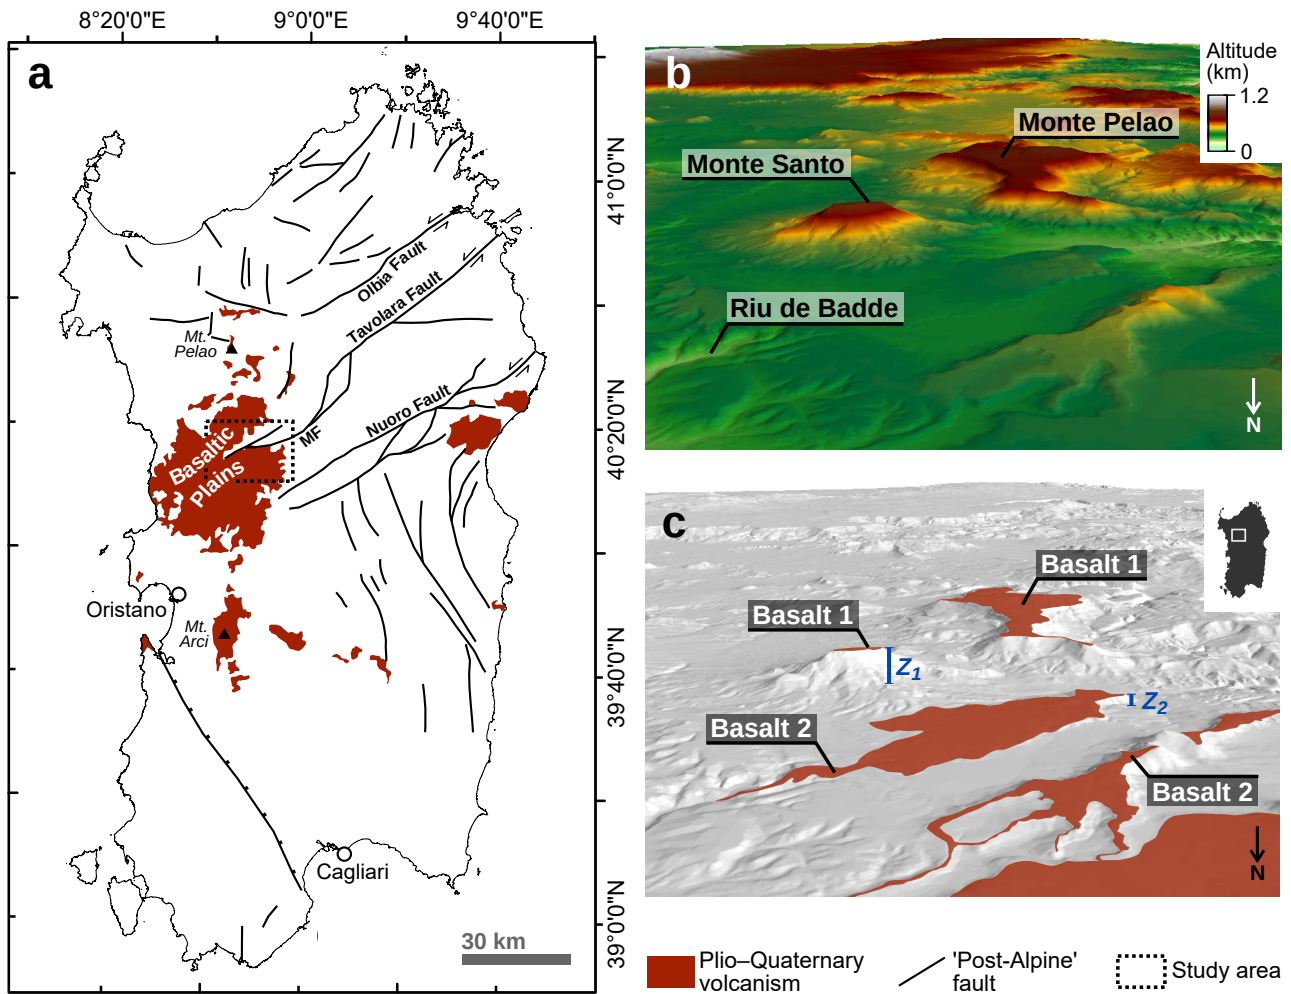 8°20'0"E
9°0'0"E
9°40'0"E
a
41°0'0"N
40°20'0"N
39°40'0"N
39°0'0"N
Olbia Fault
Tavolara Fault
Mt.
Pelao
Nuoro Fault
MF
Basaltic
Plains
Oristano
Mt.
Arci
Cagliari
30 km
b
Altitude
(km)
1.2
0
Monte Pelao
Monte Santo
Riu de Badde
N
c
Basalt 1
Basalt 1
Z1
Z2
Basalt 2
Basalt 2
N
Plio–Quaternary
volcanism
'Post-Alpine'
fault
Study area